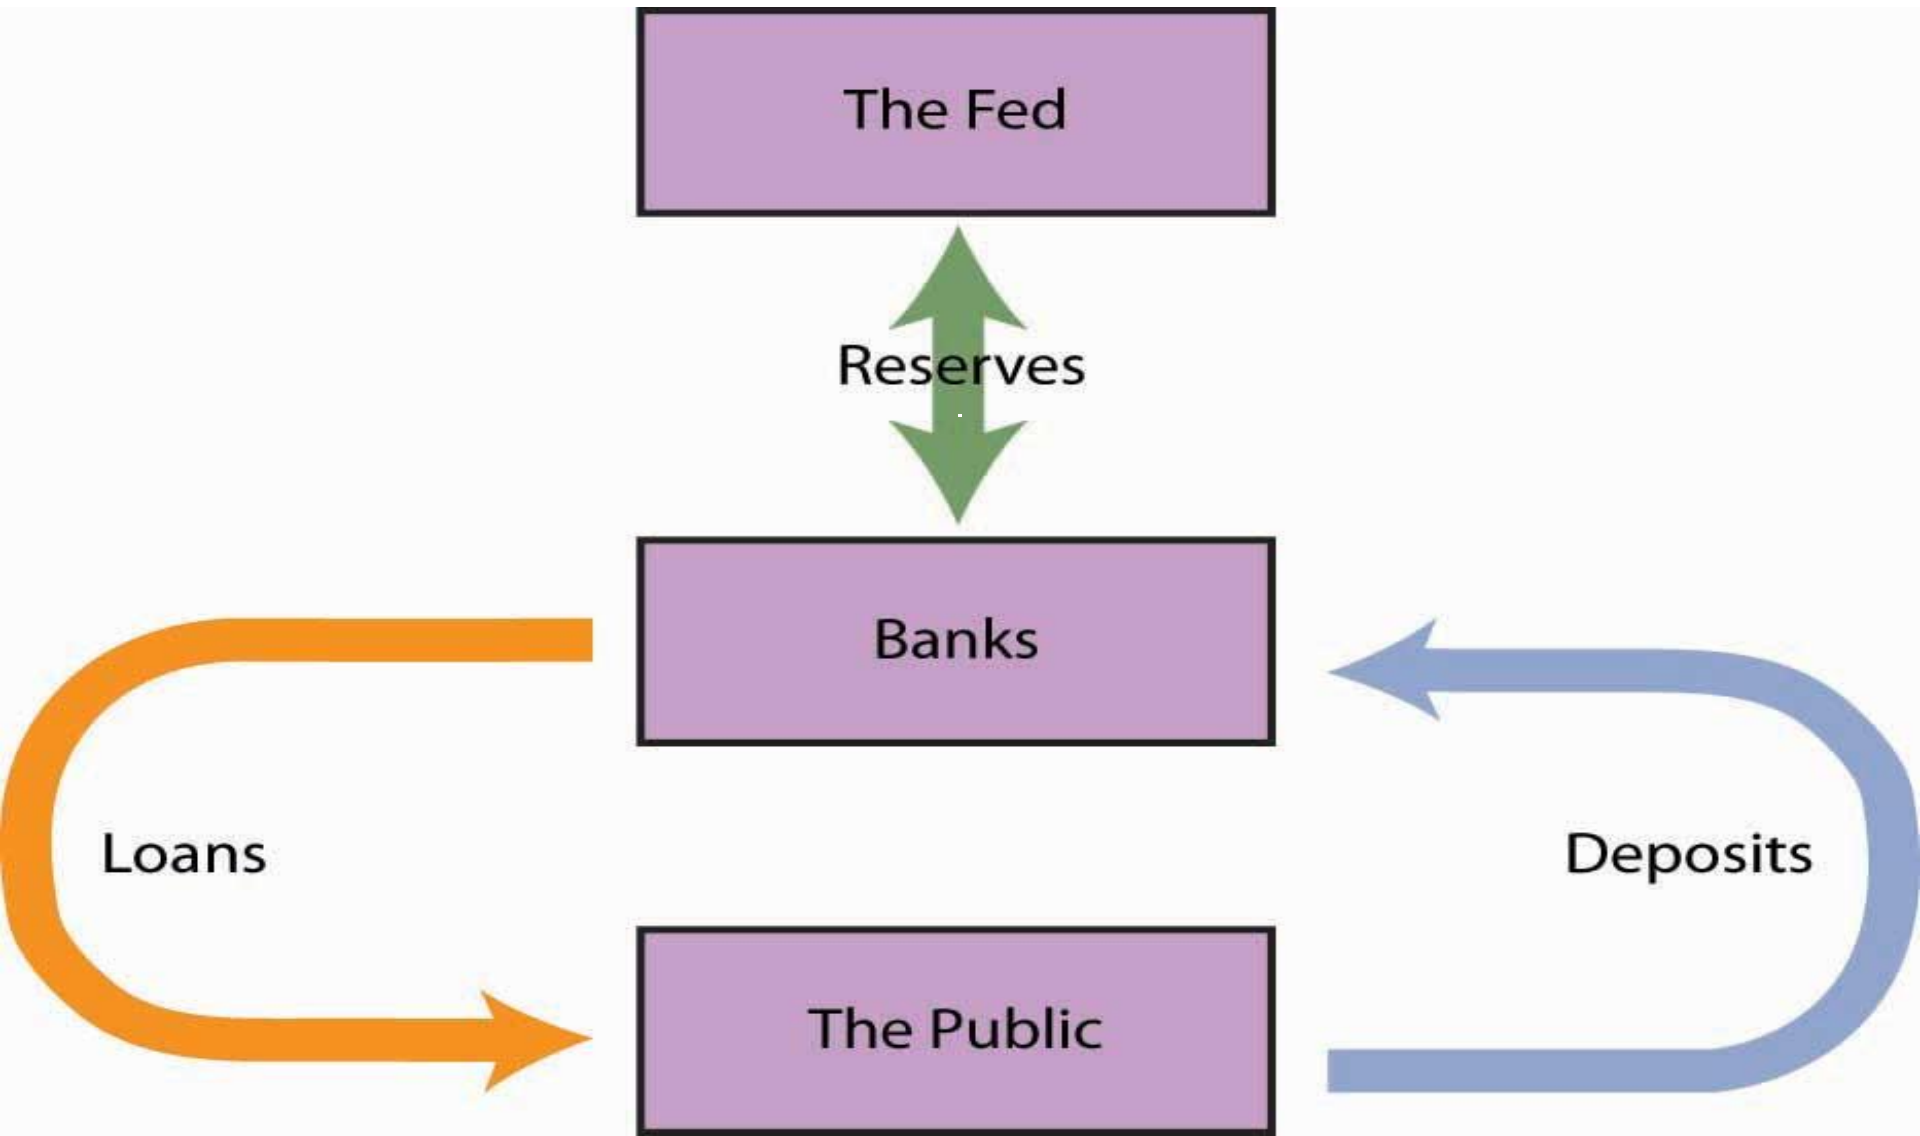 The Fed
Reserves
Banks
Loans
Deposits
The Public